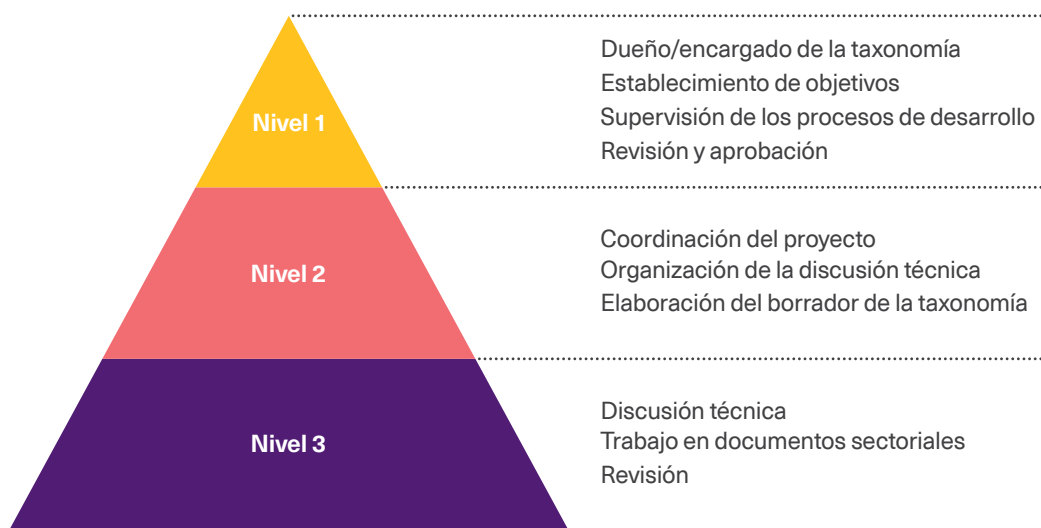 Nivel 1
Dueño/encargado de la taxonomía
Establecimiento de objetivos
Supervisión de los procesos de desarrollo
Revisión y aprobación
Nivel 2
Coordinación del proyecto
Organización de la discusión técnica
Elaboración del borrador de la taxonomía
Nivel 3
Discusión técnica
Trabajo en documentos sectoriales
Revisión